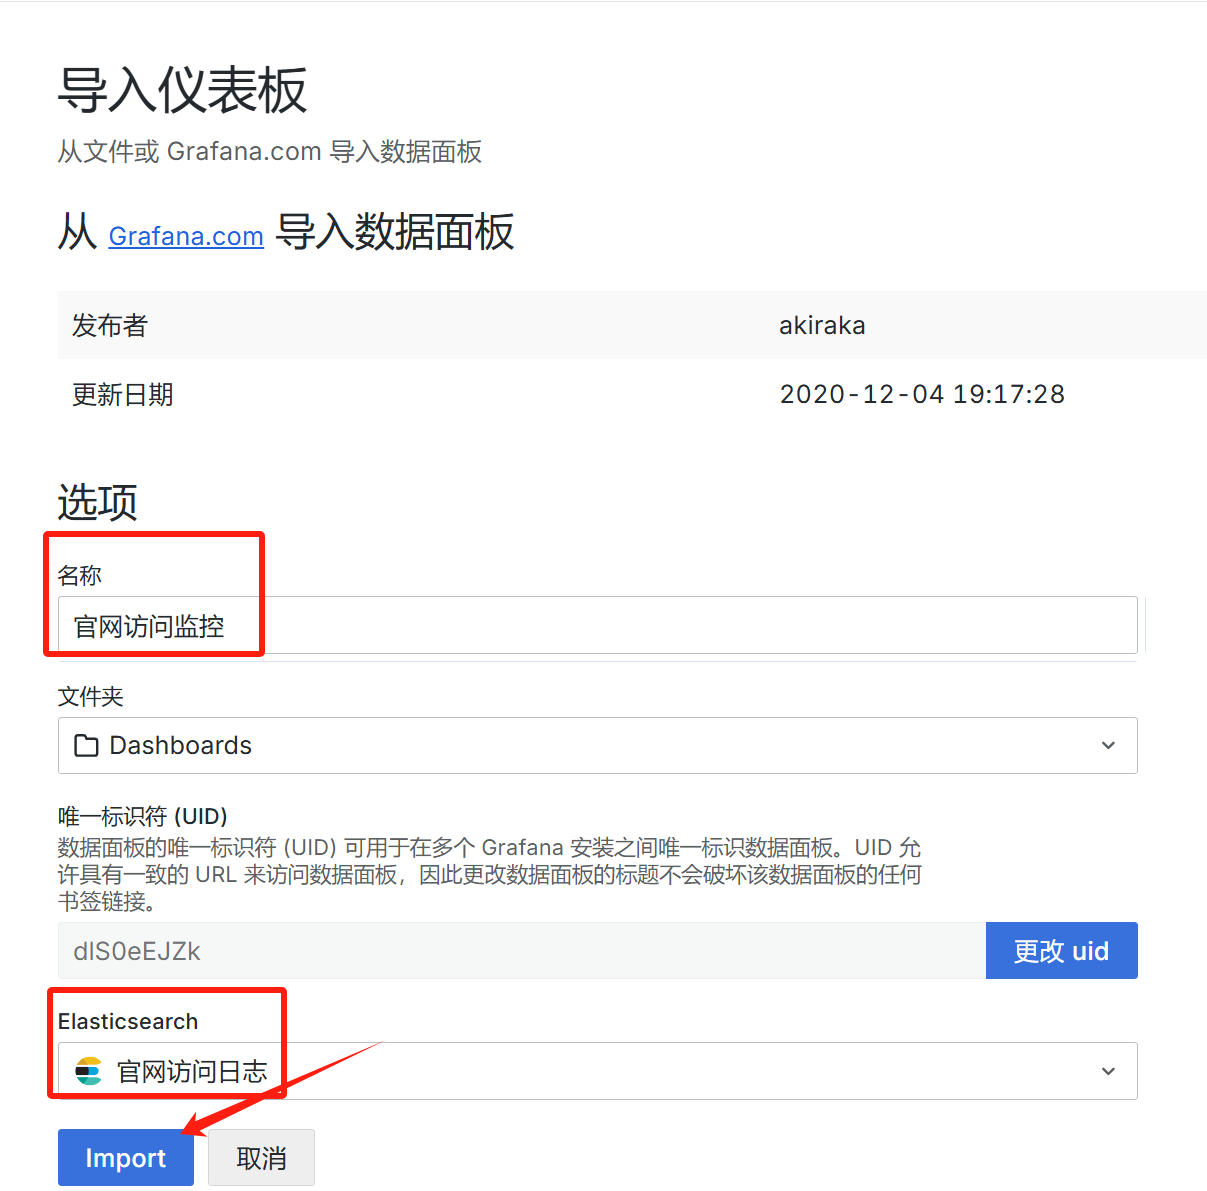 导入仪表板
从文件或 Grafana.com 导入数据面板
从 Grafana.com 导入数据面板
发布者 akiraka
更新日期 2020-12-04 19:17:28
选项
名称
官网访问监控
文件夹
Dashboards
唯一标识符 (UID)
数据面板的唯一标识符 (UID) 可用于在多个 Grafana 安装之间唯一标识数据面板。UID 允
许具有一致的 URL 来访问数据面板，因此更改数据面板的标题不会破坏该数据面板的任何
书签链接。
dlS0eEJZk 更改 uid
Elasticsearch
官网访问日志
Import 取消